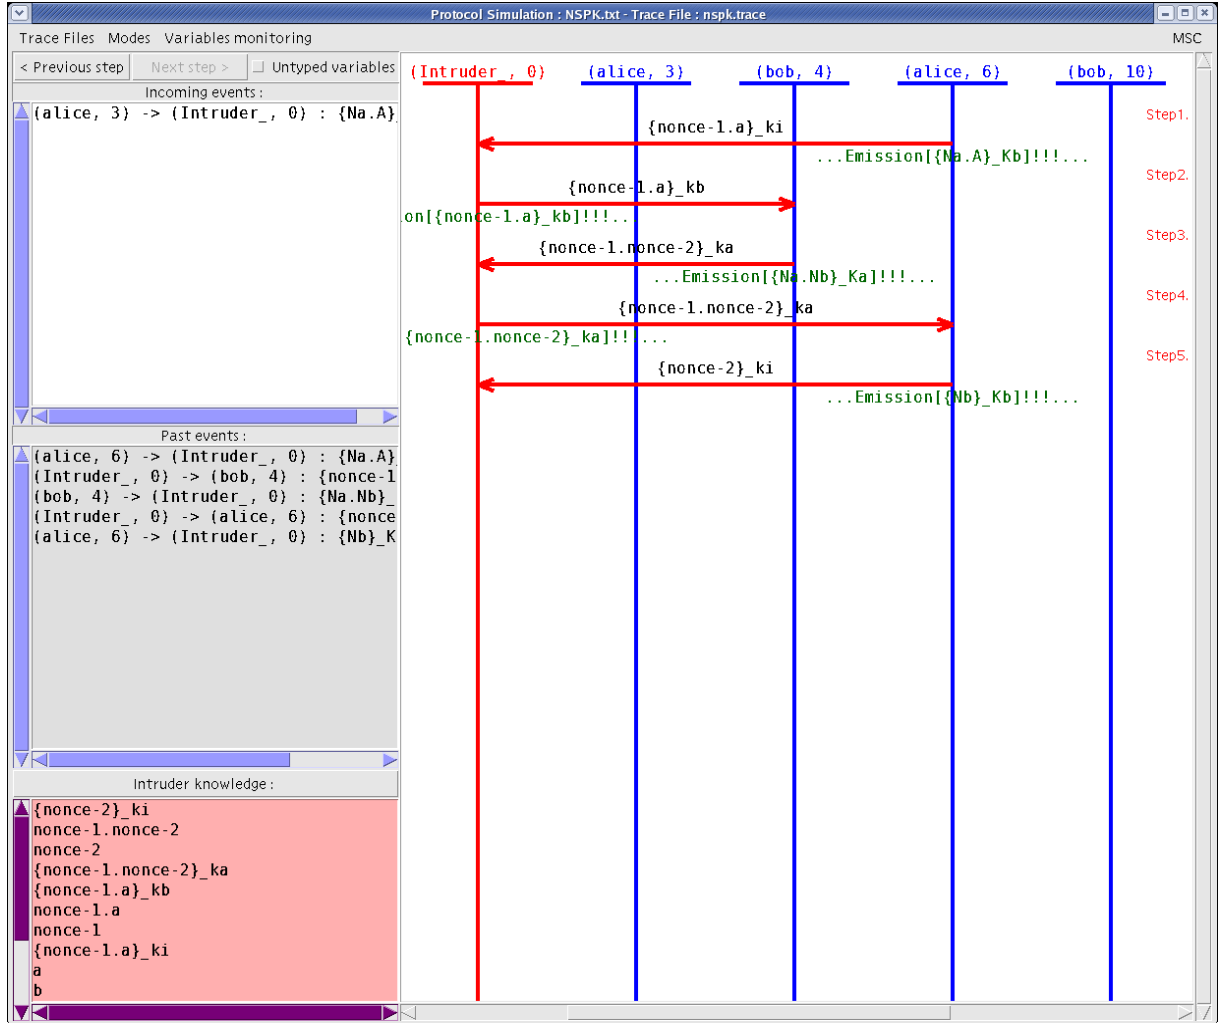 Protocol Simulation : NSPK.txt - Trace File : nspk.trace
Trace Files Modes Variables monitoring MSC
< Previous step Next step > Untyped variables
Incoming events :
(alice, 3) -> (Intruder_, 0) : {Na.A}
Past events :
(alice, 6) -> (Intruder_, 0) : {Na.A}
(Intruder_, 0) -> (bob, 4) : {nonce-1
(bob, 4) -> (Intruder_, 0) : {Na.Nb}_
(Intruder_, 0) -> (alice, 6) : {nonce
(alice, 6) -> (Intruder_, 0) : {Nb}_K
Intruder knowledge :
{nonce-2}_ki
nonce-1.nonce-2
nonce-2
{nonce-1.nonce-2}_ka
{nonce-1.a}_kb
nonce-1.a
nonce-1
{nonce-1.a}_ki
a
b
(Intruder_, 0) (alice, 3) (bob, 4) (alice, 6) (bob, 10)
Step1.
{nonce-1.a}_ki
...Emission[{Na.A}_Kb]!!!...
Step2.
{nonce-1.a}_kb
on[{nonce-1.a}_kb]!!!...
Step3.
{nonce-1.nonce-2}_ka
...Emission[{Na.Nb}_Ka]!!!...
Step4.
{nonce-1.nonce-2}_ka
{nonce-1.nonce-2}_ka]!!!...
Step5.
{nonce-2}_ki
...Emission[{Nb}_Kb]!!!...